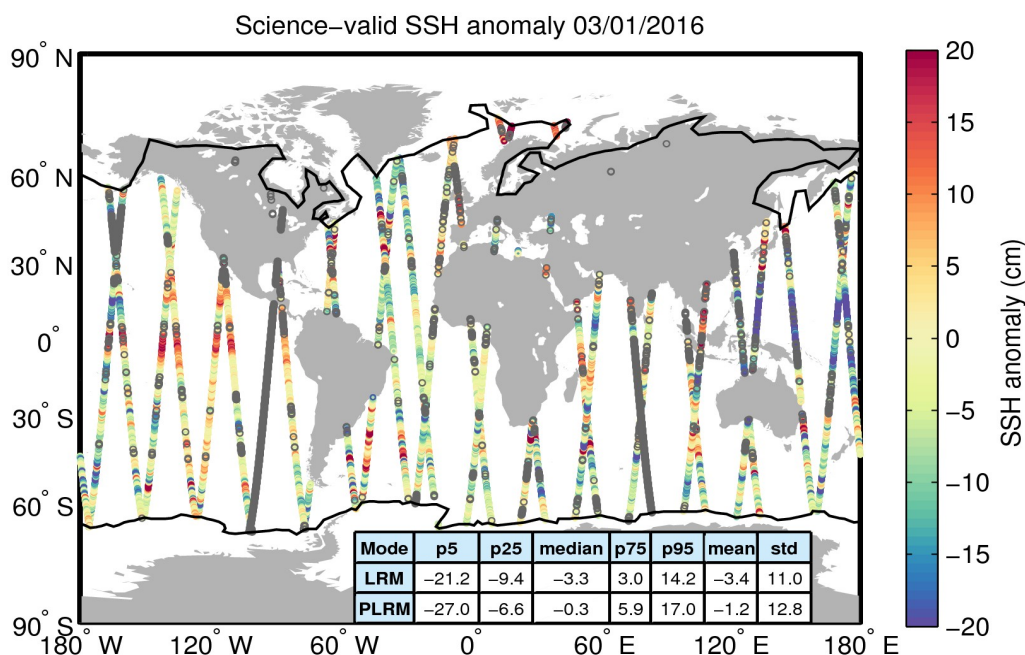 Science−valid SSH anomaly 03/01/2016
90° N
60° N
30° N
0°
30° S
60° S
90° S
180° W
120° W
60° W
0°
60° E
120° E
180° E
Mode p5 p25 median p75 p95 mean std
LRM −21.2 −9.4 −3.3 3.0 14.2 −3.4 11.0
PLRM −27.0 −6.6 −0.3 5.9 17.0 −1.2 12.8
20
15
10
5
0
−5
−10
−15
−20
SSH anomaly (cm)